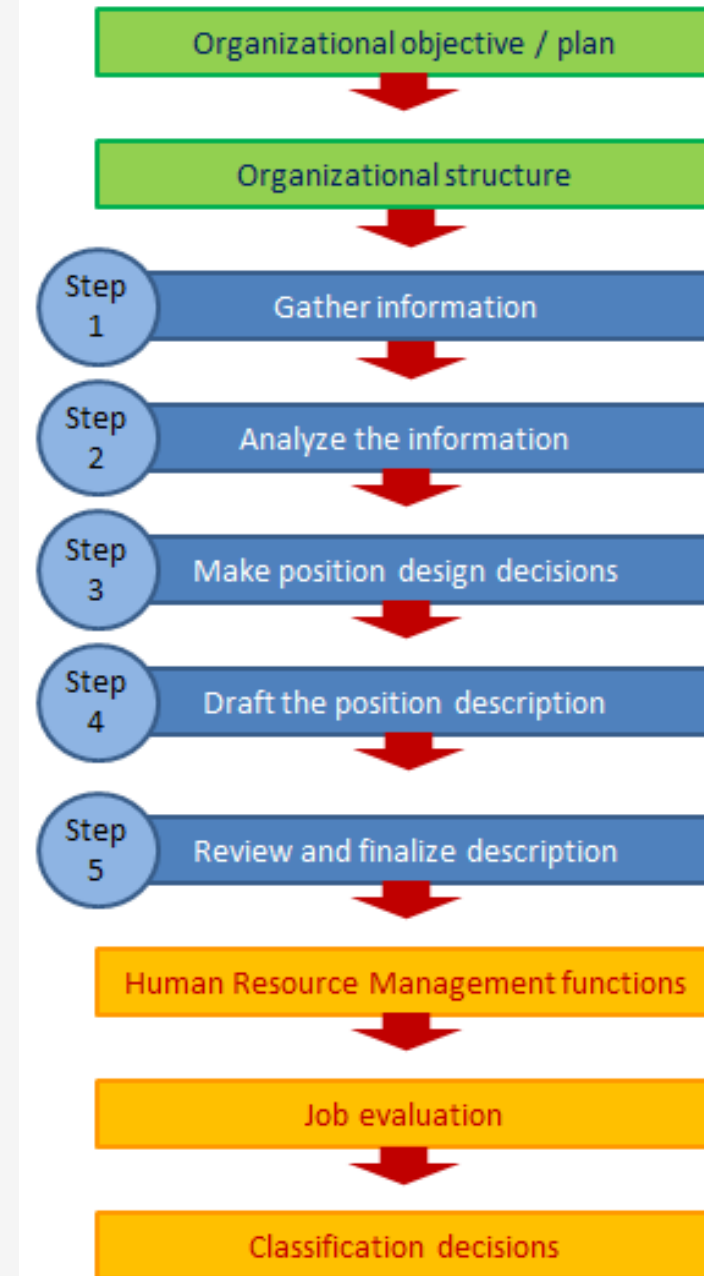 Organizational objective / plan
Organizational structure
Step
1
Gather information
Step
2
Analyze the information
Step
3
Make position design decisions
Step
4
Draft the position description
Step
5
Review and finalize description
Human Resource Management functions
Job evaluation
Classification decisions